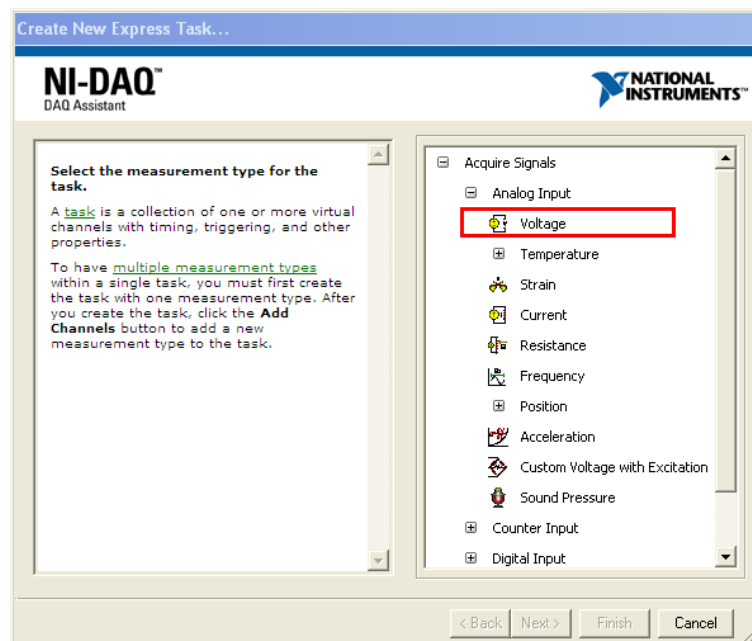 Create New Express Task...
NI-DAQ™
DAQ Assistant
NATIONAL
INSTRUMENTS™
Select the measurement type for the
task.
A task is a collection of one or more virtual
channels with timing, triggering, and other
properties.
To have multiple measurement types
within a single task, you must first create
the task with one measurement type. After
you create the task, click the Add
Channels button to add a new
measurement type to the task.
Acquire Signals
Analog Input
Voltage
Temperature
Strain
Current
Resistance
Frequency
Position
Acceleration
Custom Voltage with Excitation
Sound Pressure
Counter Input
Digital Input
< Back
Next >
Finish
Cancel